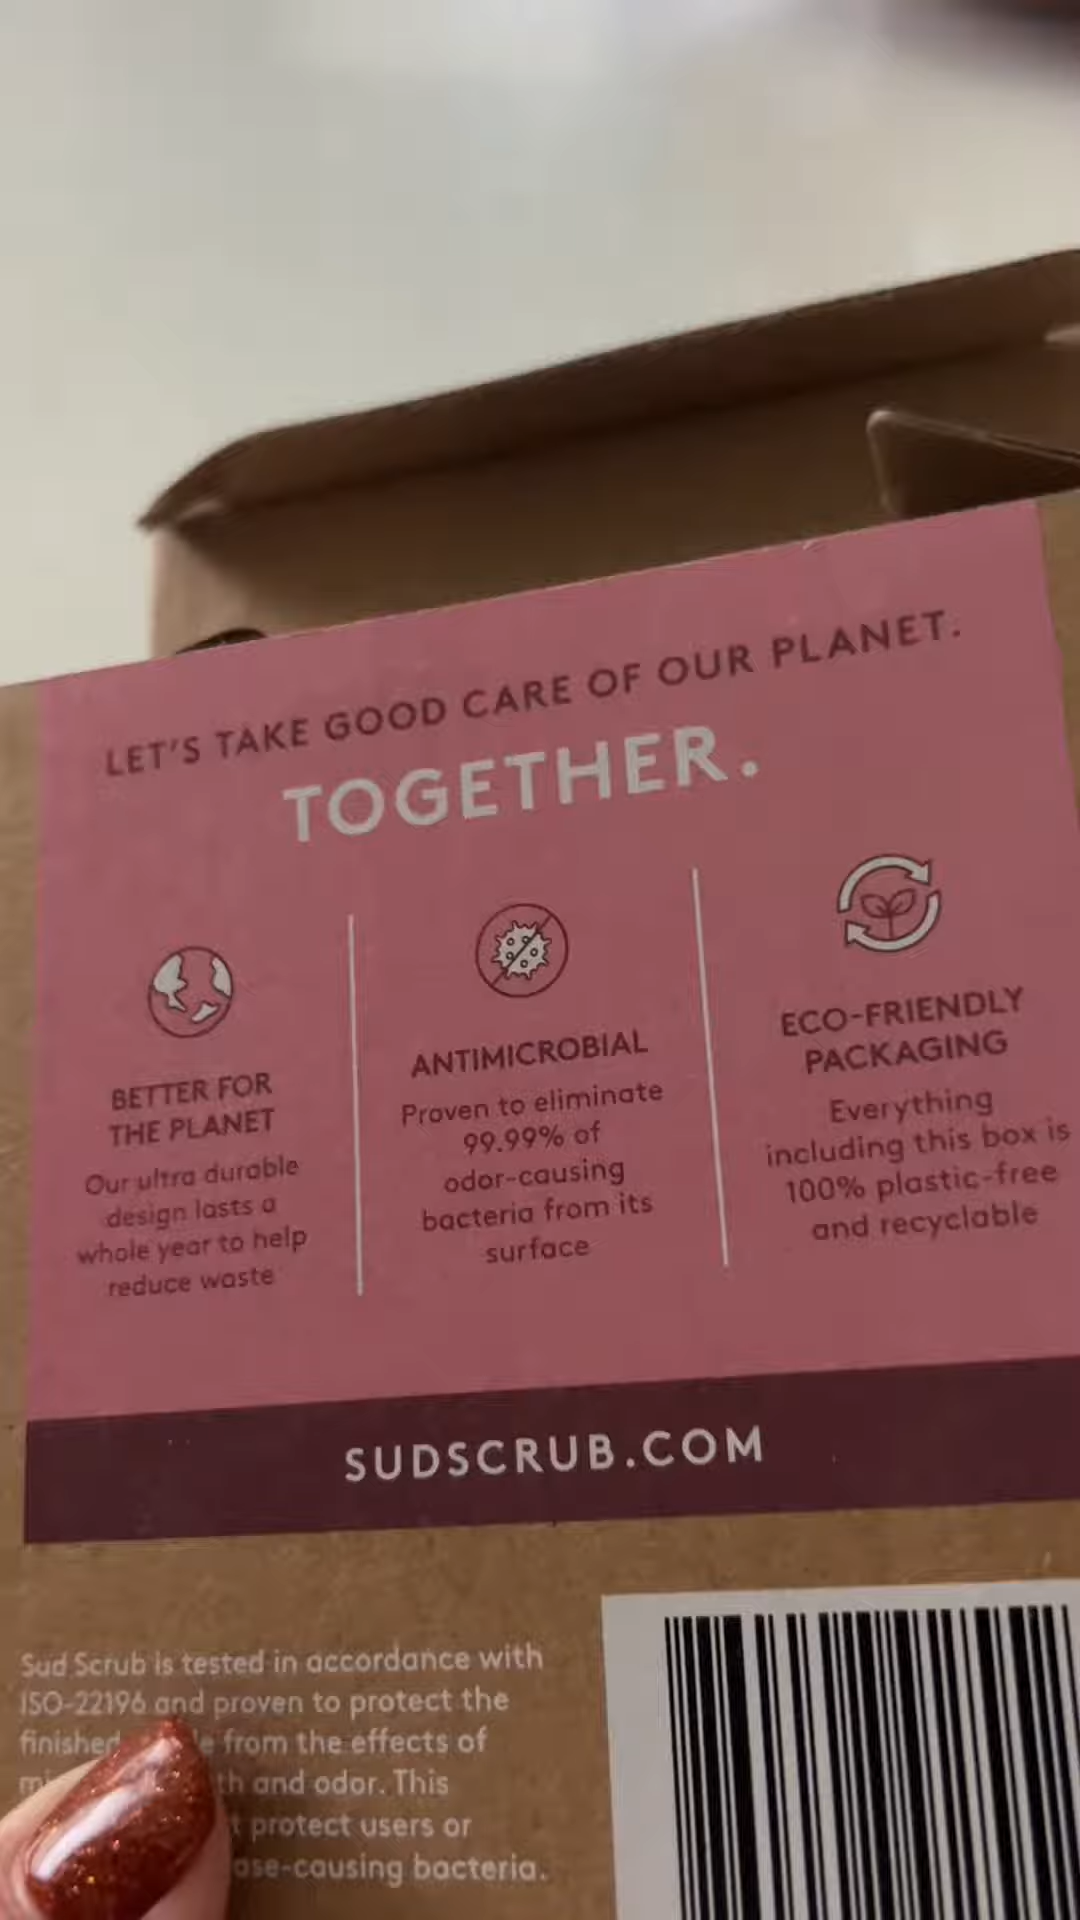 LET'S TAKE GOOD CARE OF OUR PLANET.
TOGETHER.
BETTER FOR
THE PLANET
Our ultra durable
design lasts a
whole year to help
reduce waste
ANTIMICROBIAL
Proven to eliminate
99.99% of
odor-causing
bacteria from its
surface
ECO-FRIENDLY
PACKAGING
Everything
including this box is
100% plastic-free
and recyclable
SUDSCRUB.COM
Sud Scrub is tested in accordance with
ISO-22196 and proven to protect the
finished from the effects of
and odor. This
protect users or
bacteria.